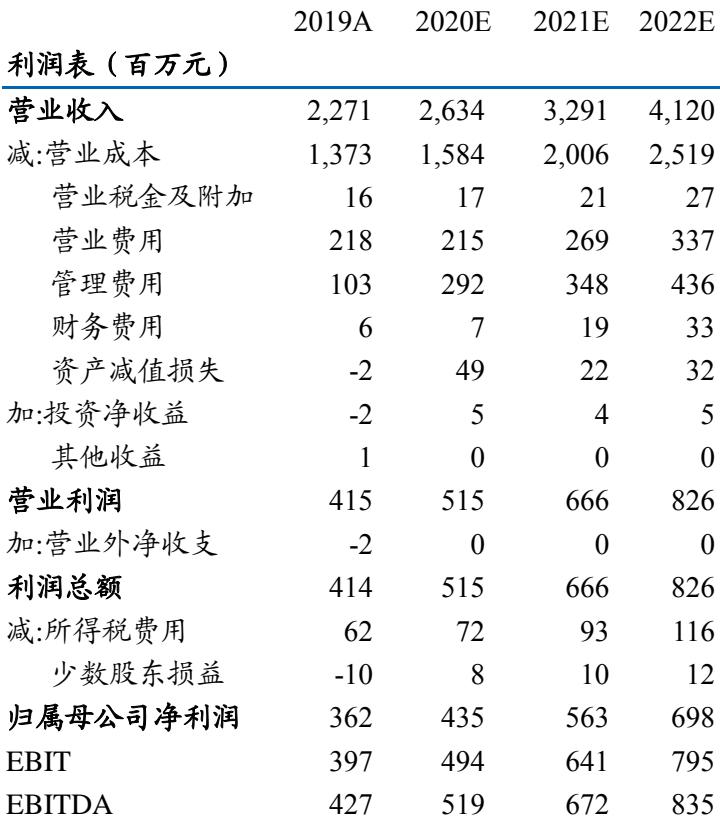 2019A 2020E 2021E 2022E
利润表（百万元）
营业收入 2,271 2,634 3,291 4,120
减:营业成本 1,373 1,584 2,006 2,519
营业税金及附加 16 17 21 27
营业费用 218 215 269 337
管理费用 103 292 348 436
财务费用 6 7 19 33
资产减值损失 -2 49 22 32
加:投资净收益 -2 5 4 5
其他收益 1 0 0 0
营业利润 415 515 666 826
加:营业外净收支 -2 0 0 0
利润总额 414 515 666 826
减:所得税费用 62 72 93 116
少数股东损益 -10 8 10 12
归属母公司净利润 362 435 563 698
EBIT 397 494 641 795
EBITDA 427 519 672 835